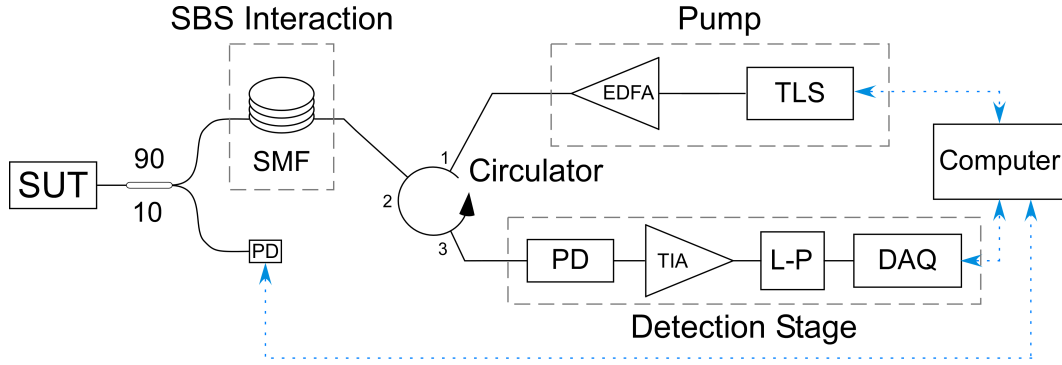 SBS Interaction
Pump
EDFA
TLS
SMF
Computer
SUT
90
10
PD
1
2
3
Circulator
PD
TIA
L-P
DAQ
Detection Stage